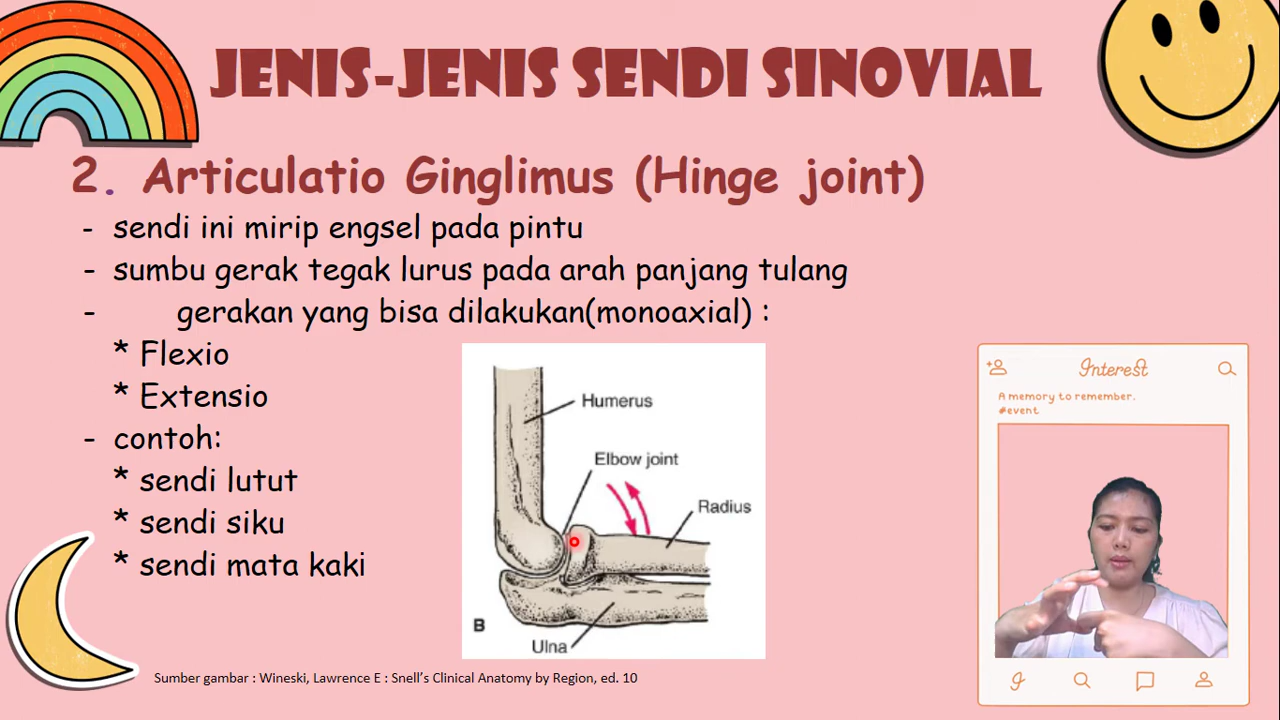 JENIS-JENIS SENDI SINOVIAL
2. Articulatio Ginglimus (Hinge joint)
- sendi ini mirip engsel pada pintu
- sumbu gerak tegak lurus pada arah panjang tulang
- gerakan yang bisa dilakukan(monoaxial) :
* Flexio
* Extensio
- contoh:
* sendi lutut
* sendi siku
* sendi mata kaki
Humerus
Elbow joint
Radius
B
Ulna
Interest
A memory to remember.
#event
Sumber gambar : Wineski, Lawrence E : Snell’s Clinical Anatomy by Region, ed. 10